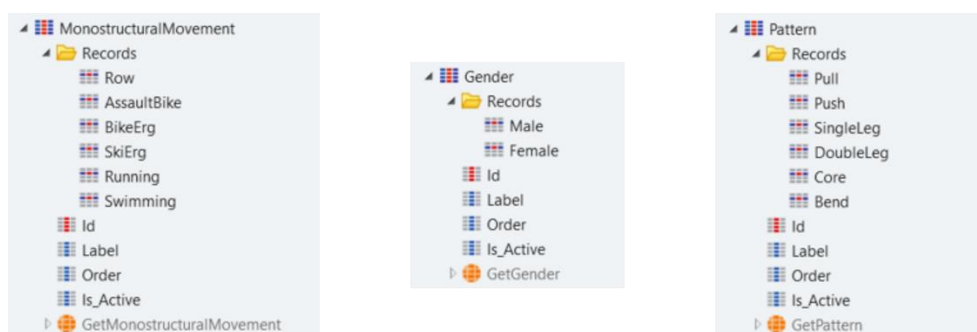 MonostructuralMovement
Records
Row
AssaultBike
BikeErg
SkiErg
Running
Swimming
Id
Label
Order
Is_Active
GetMonostructuralMovement
Gender
Records
Male
Female
Id
Label
Order
Is_Active
GetGender
Pattern
Records
Pull
Push
SingleLeg
DoubleLeg
Core
Bend
Id
Label
Order
Is_Active
GetPattern